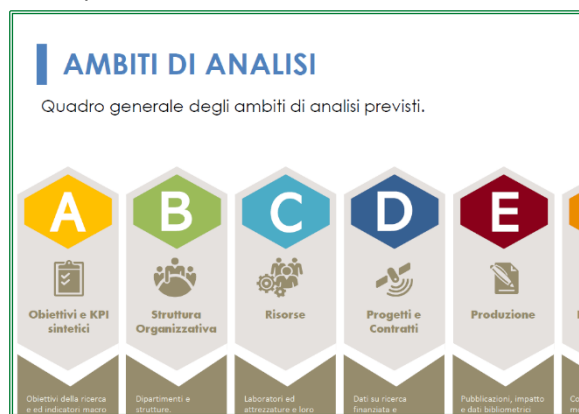 AMBITI DI ANALISI
Quadro generale degli ambiti di analisi previsti.
A
B
C
D
E
Obiettivi e KPI
sintetici
Struttura
Organizzativa
Risorse
Progetti e
Contratti
Produzione
Obiettivi della ricerca
e ed indicatori macro
Dipartimenti e
strutture.
Laboratori ed
attrezzature e loro
Dati su ricerca
finanziata e
Pubblicazioni, impatto
e dati bibliometrici